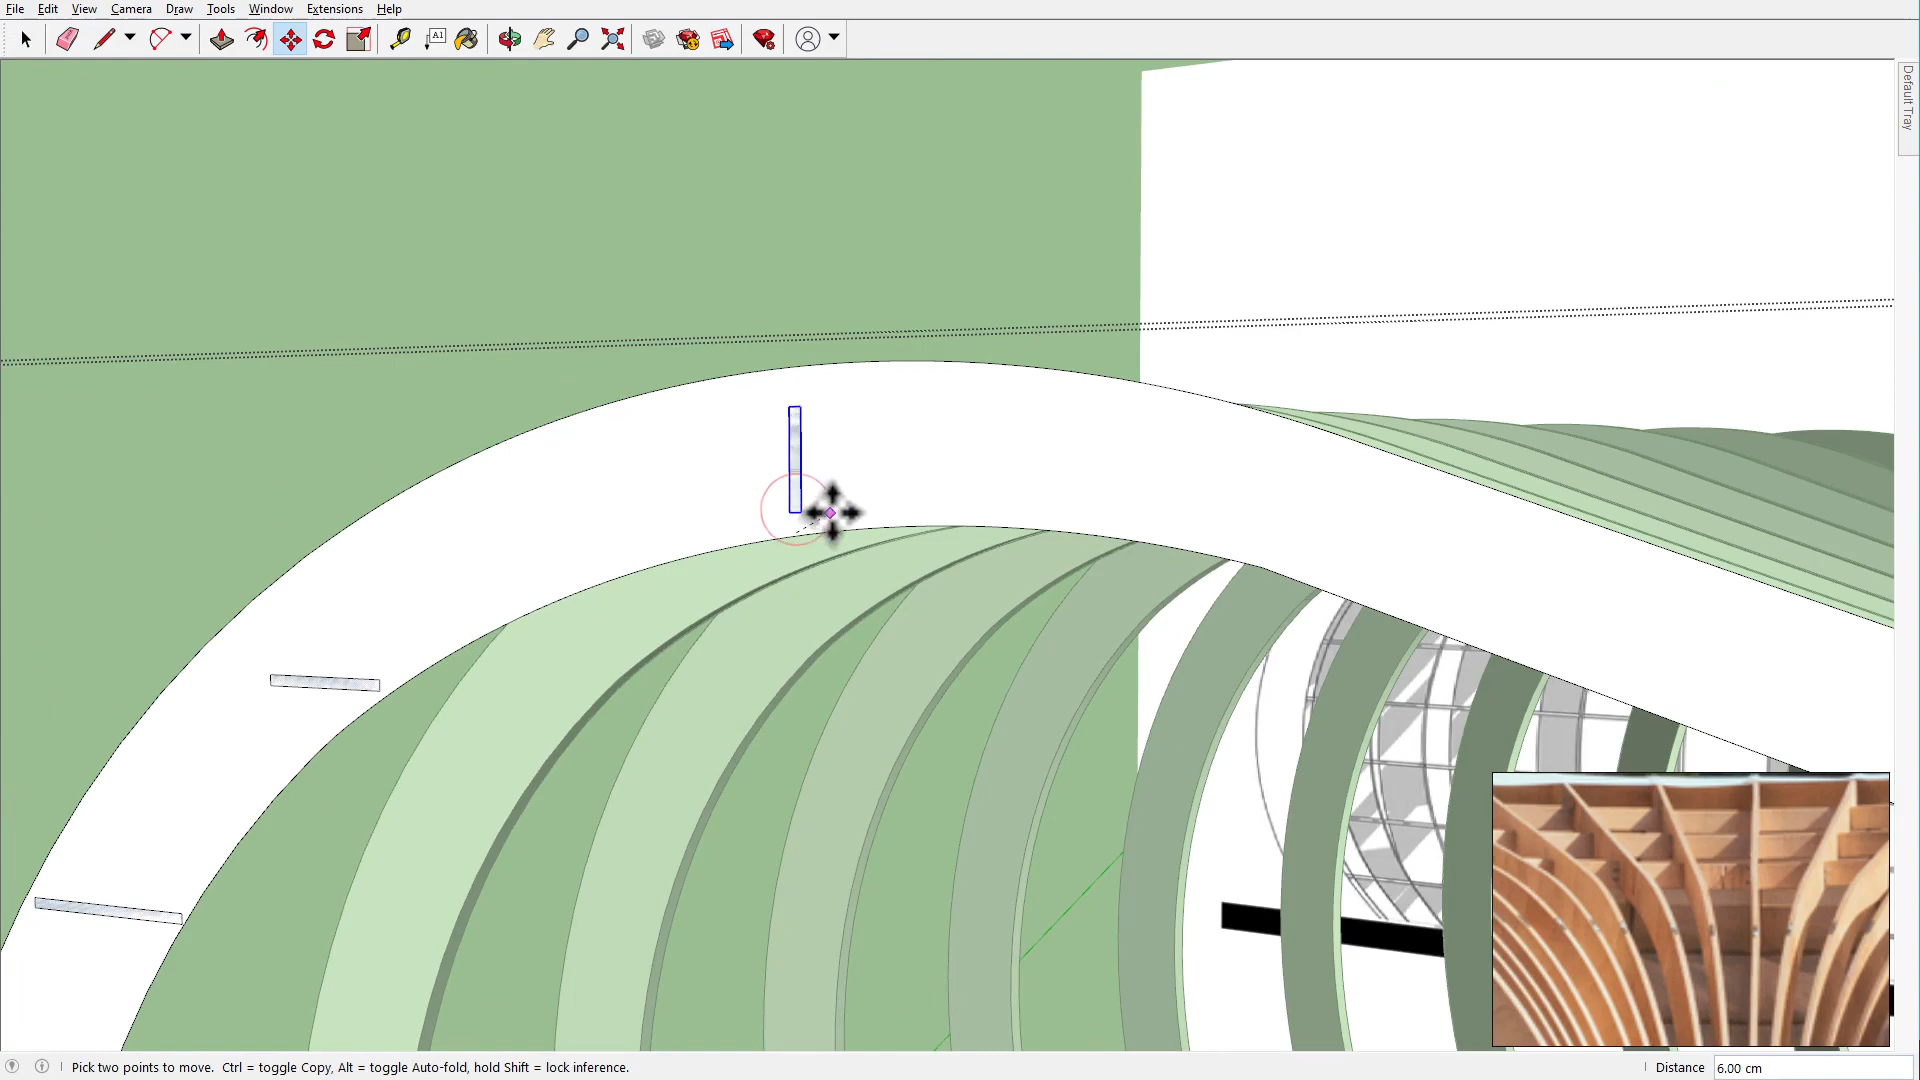 File Edit View Camera Draw Tools Window Extensions Help
A1
Default Tray
Pick two points to move. Ctrl = toggle Copy, Alt = toggle Auto-fold, hold Shift = lock inference.
Distance 6.00 cm